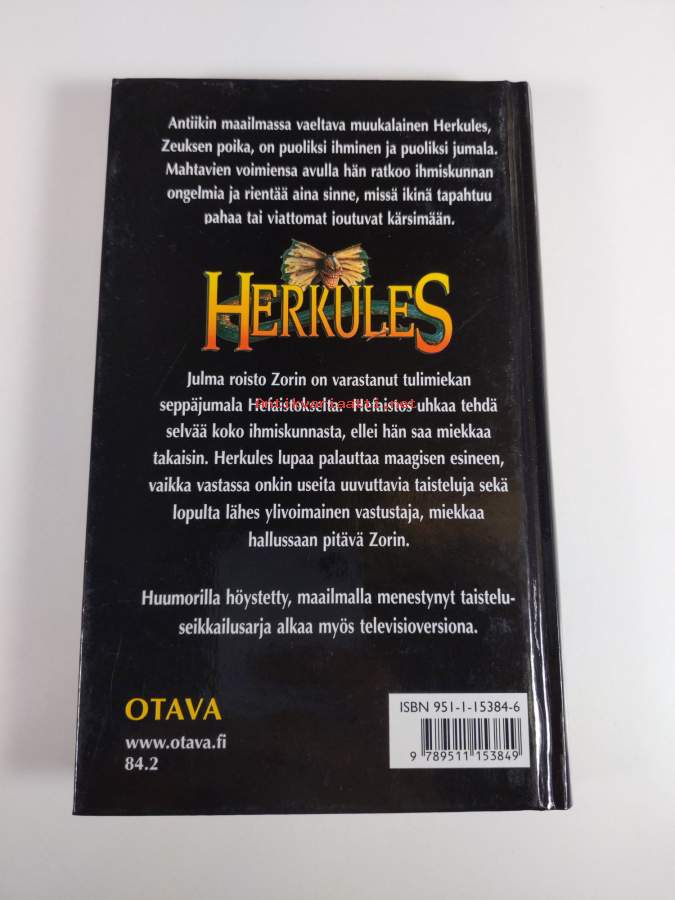 Antiikin maailmassa vaeltava muukalainen Herkules,
Zeuksen poika, on puoliksi ihminen ja puoliksi jumala.
Mahtavien voimiensa avulla hän ratkoo ihmiskunnan
ongelmia ja rientää aina sinne, missä ikinä tapahtuu
pahaa tai viattomat joutuvat kärsimään.
HERKULES
Julma roisto Zorin on varastanut tulimiekan
antikvariaatti.net
seppäjumala Hefaistokselta. Hefaistos uhkaa tehdä
selvää koko ihmiskunnasta, ellei hän saa miekkaa
takaisin. Herkules lupaa palauttaa maagisen esineen,
vaikka vastassa onkin useita uuvuttavia taisteluja sekä
lopulta lähes ylivoimainen vastustaja, miekkaa
hallussaan pitävä Zorin.
Huumorilla höystetty, maailmalla menestynyt taistelu-
seikkailusarja alkaa myös televisioversiona.
OTAVA
www.otava.fi
84.2
ISBN 951-1-15384-6
9 789511 153849